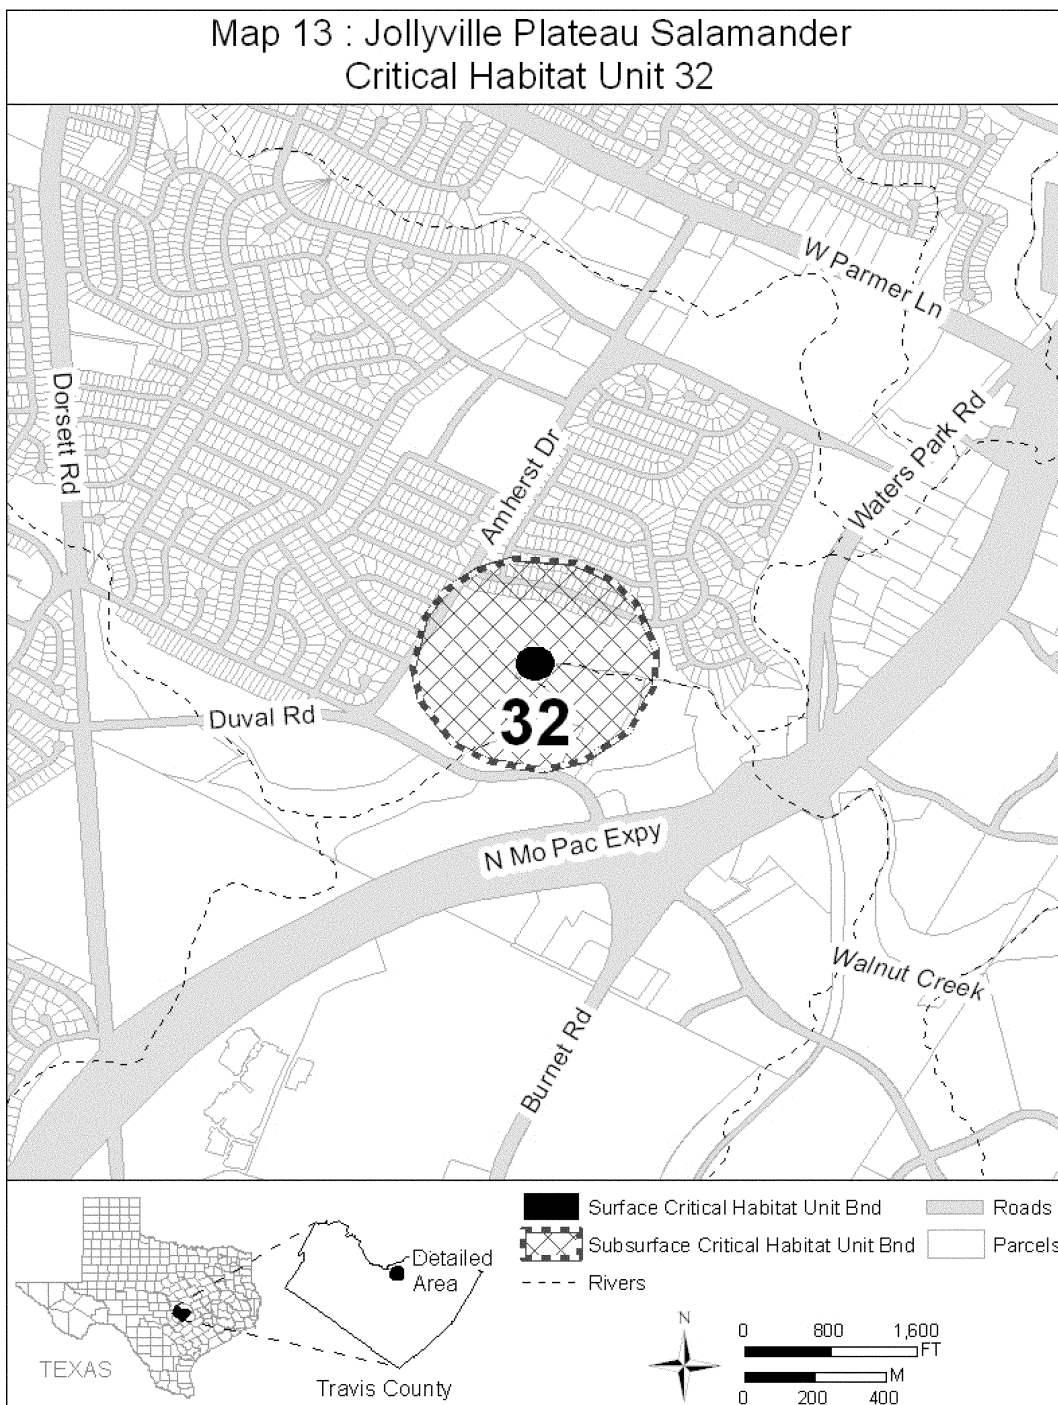 Map 13 : Jollyville Plateau Salamander
Critical Habitat Unit 32
W Parmer Ln
Dorsett Rd
Waters Park Rd
Amherst Dr
32
Duval Rd
N Mo Pac Expy
Walnut Creek
Burnet Rd
Surface Critical Habitat Unit Bnd
Roads
Subsurface Critical Habitat Unit Bnd
Parcels
Rivers
Detailed
Area
TEXAS
Travis County
N
0 800 1,600
FT
M
0 200 400